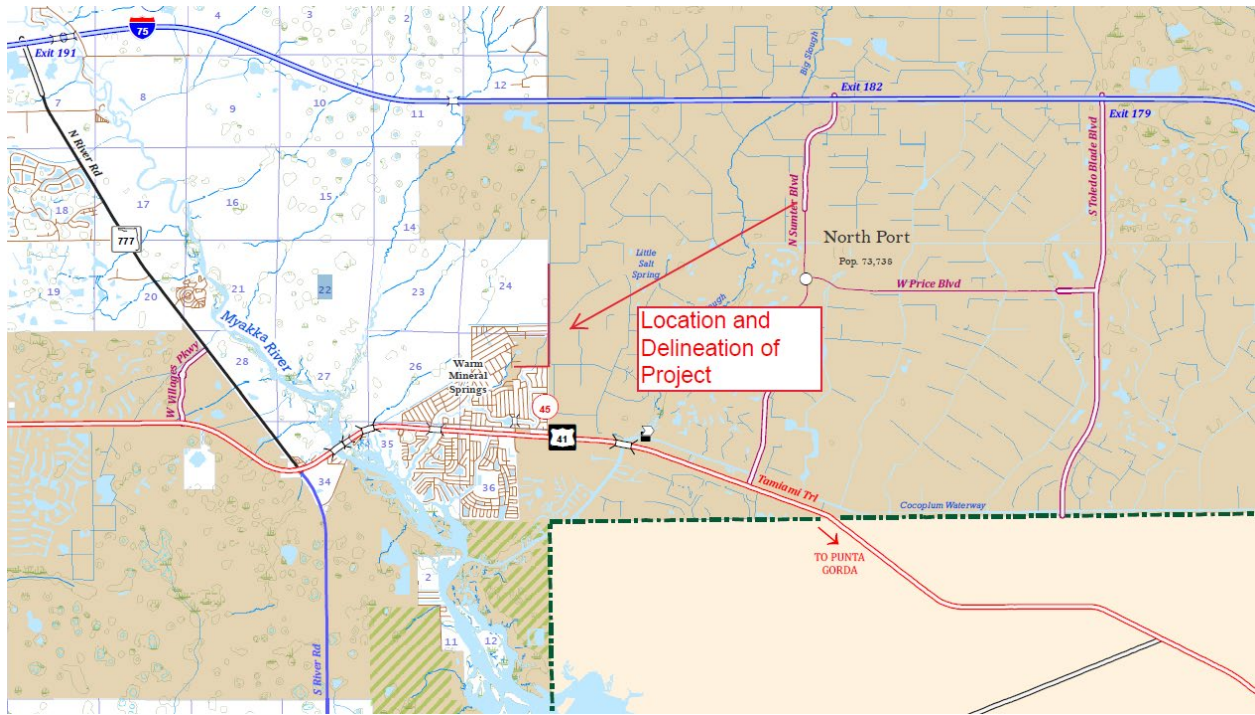 4
3
2
75
Exit 191
12
Big Slough
7
8
9
10
11
Exit 182
Exit 179
N River Rd
18
17
16
15
14
N Sumter Blvd
S Toledo Blade Blvd
777
North Port
Pop. 73,738
Little
Salt
Spring
19
20
21
22
23
24
W Price Blvd
Myakka River
Location and
Delineation of
Project
W Villages Pkwy
28
27
26
Warm
Mineral
Springs
45
35
41
34
36
Tamiami Trl
Cocoplum Waterway
TO PUNTA
GORDA
2
11
12
S River Rd